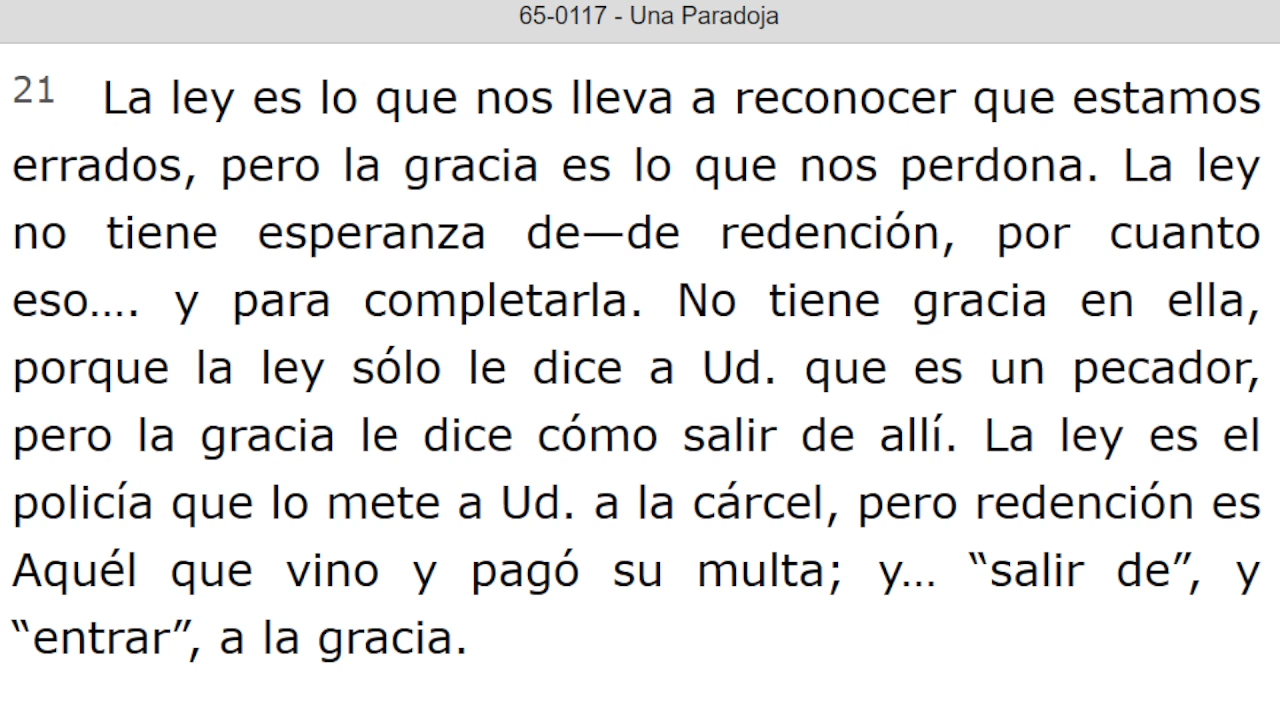 65-0117 - Una Paradoja
21 La ley es lo que nos lleva a reconocer que estamos
errados, pero la gracia es lo que nos perdona. La ley
no tiene esperanza de—de redención, por cuanto
eso.... y para completarla. No tiene gracia en ella,
porque la ley sólo le dice a Ud. que es un pecador,
pero la gracia le dice cómo salir de allí. La ley es el
policía que lo mete a Ud. a la cárcel, pero redención es
Aquél que vino y pagó su multa; y... “salir de”, y
“entrar”, a la gracia.